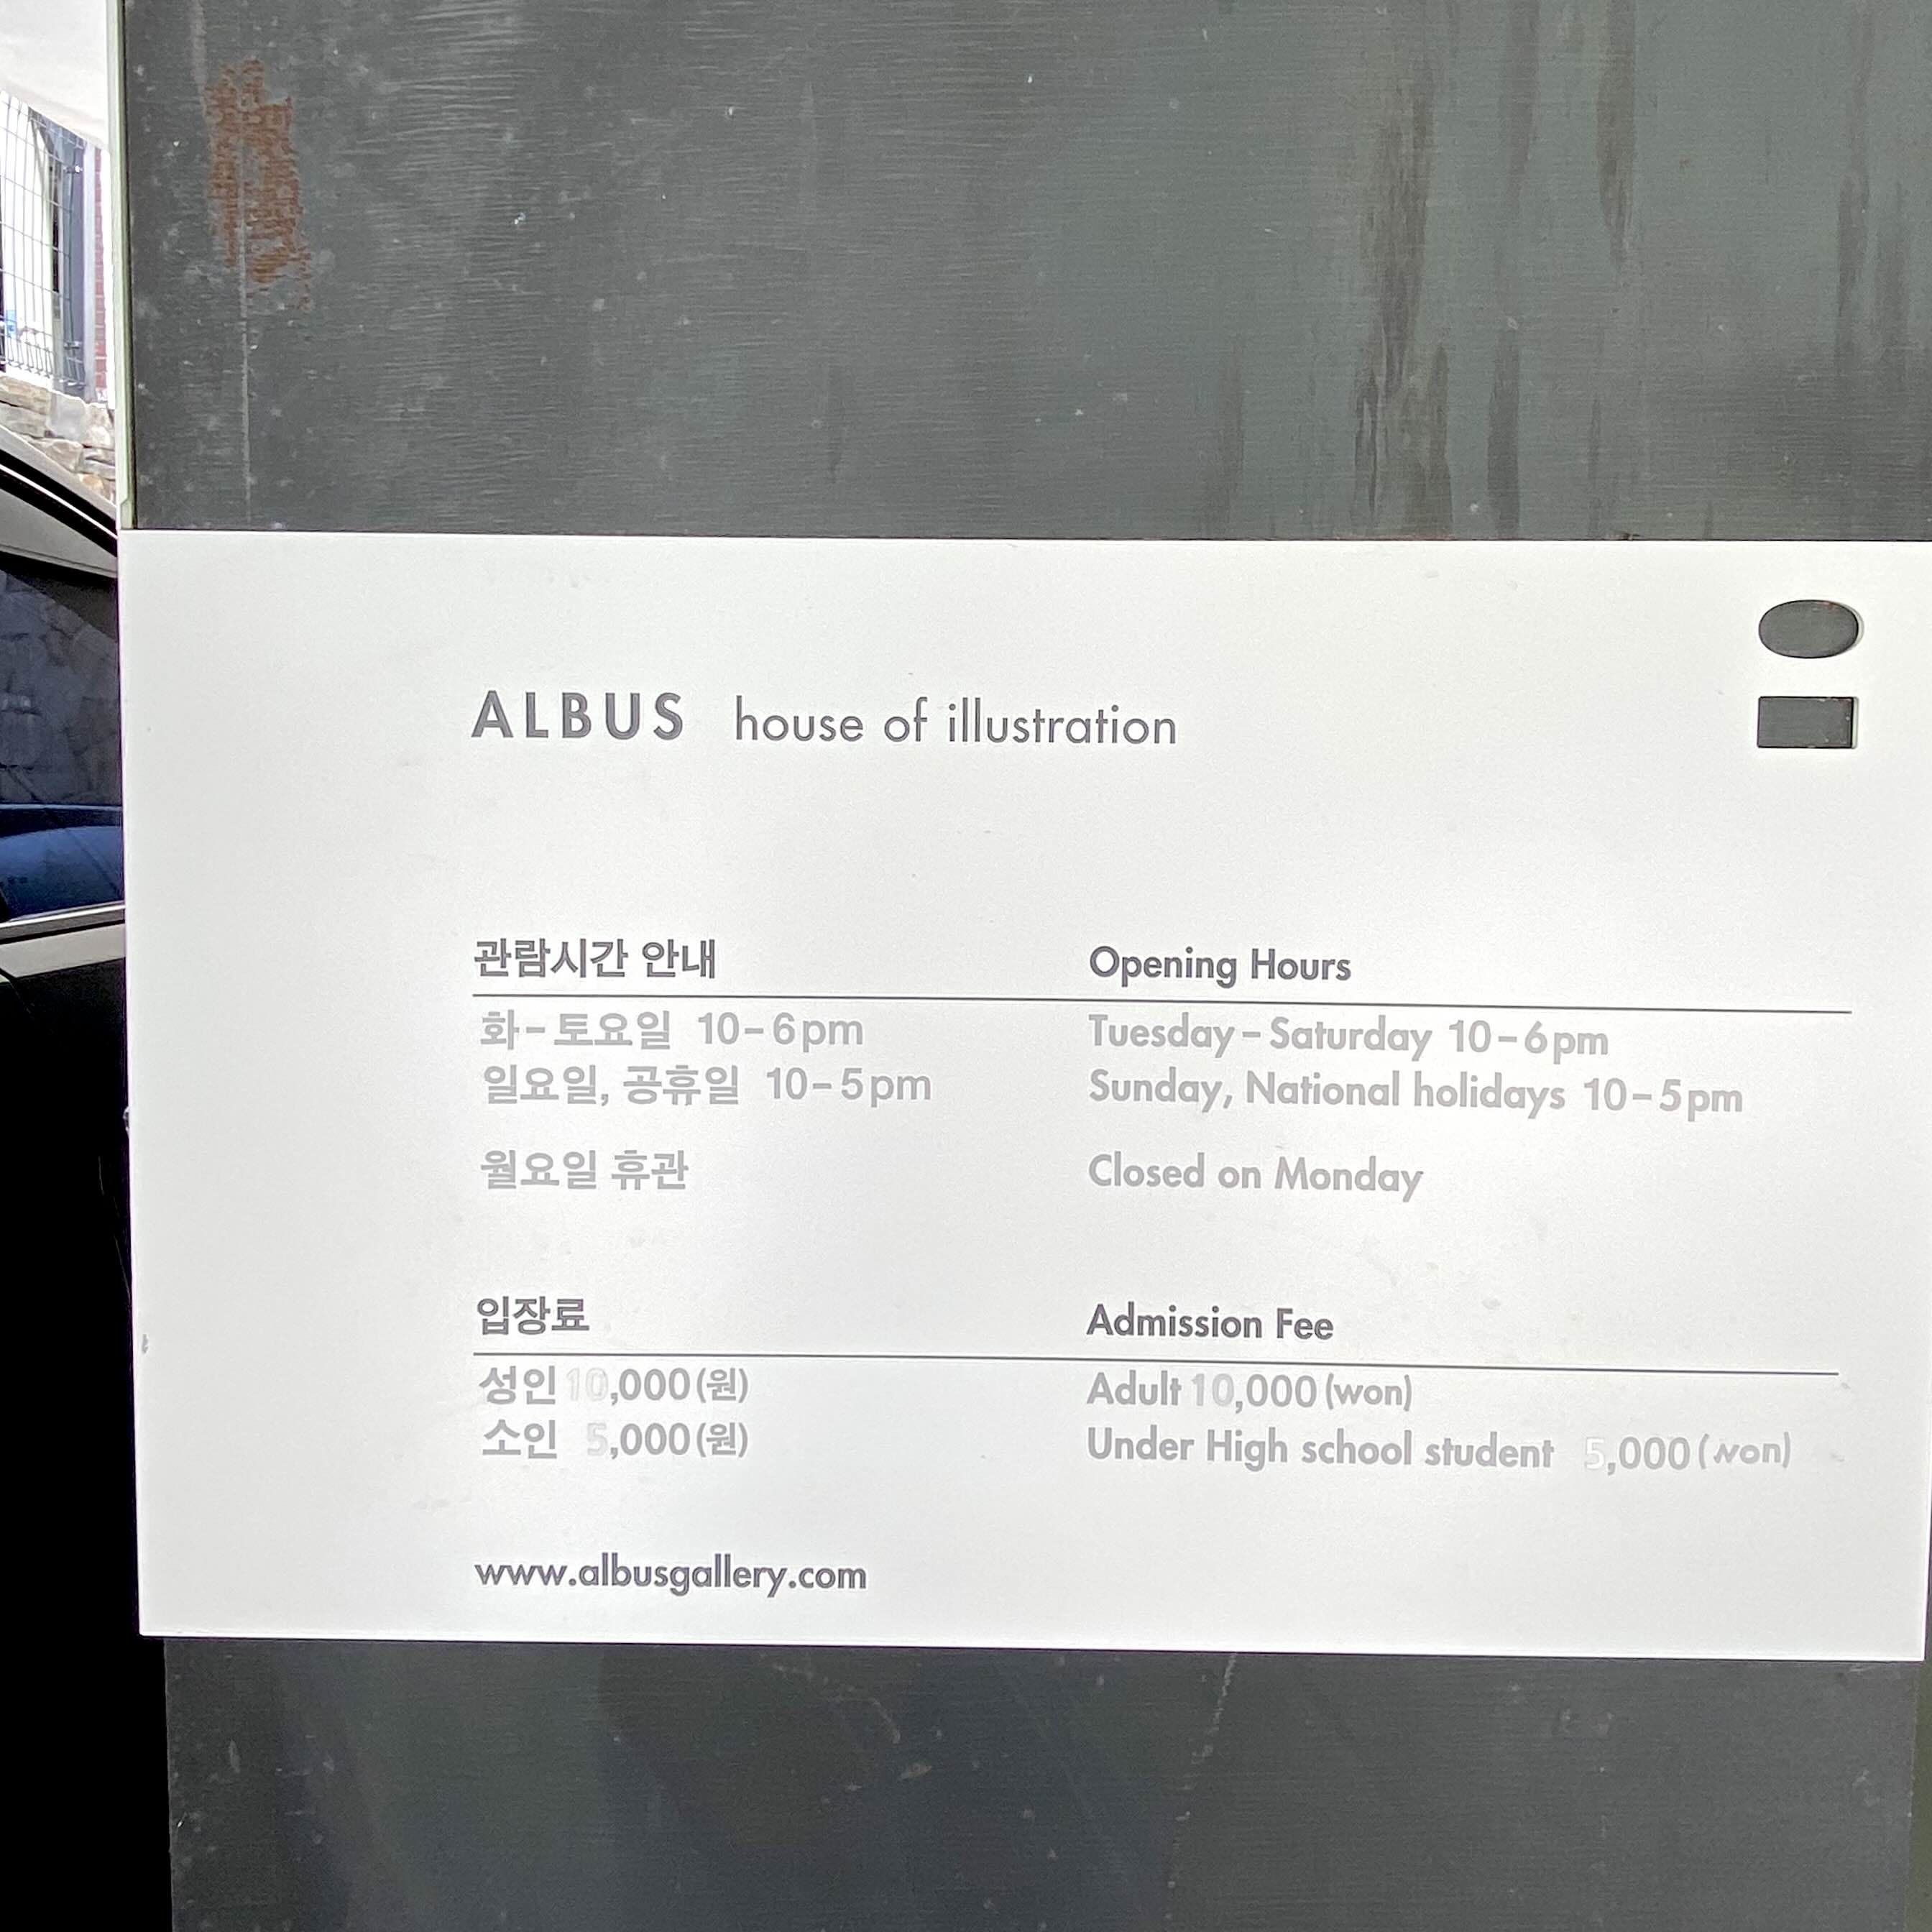 ALBUS house of illustration
관람시간 안내
화-토요일 10-6pm
일요일, 공휴일 10-5pm
월요일 휴관
Opening Hours
Tuesday-Saturday 10-6pm
Sunday, National holidays 10-5pm
Closed on Monday
입장료
성인 10,000(원)
소인 5,000(원)
Admission Fee
Adult 10,000(won)
Under High school student 5,000(won)
www.albusgallery.com